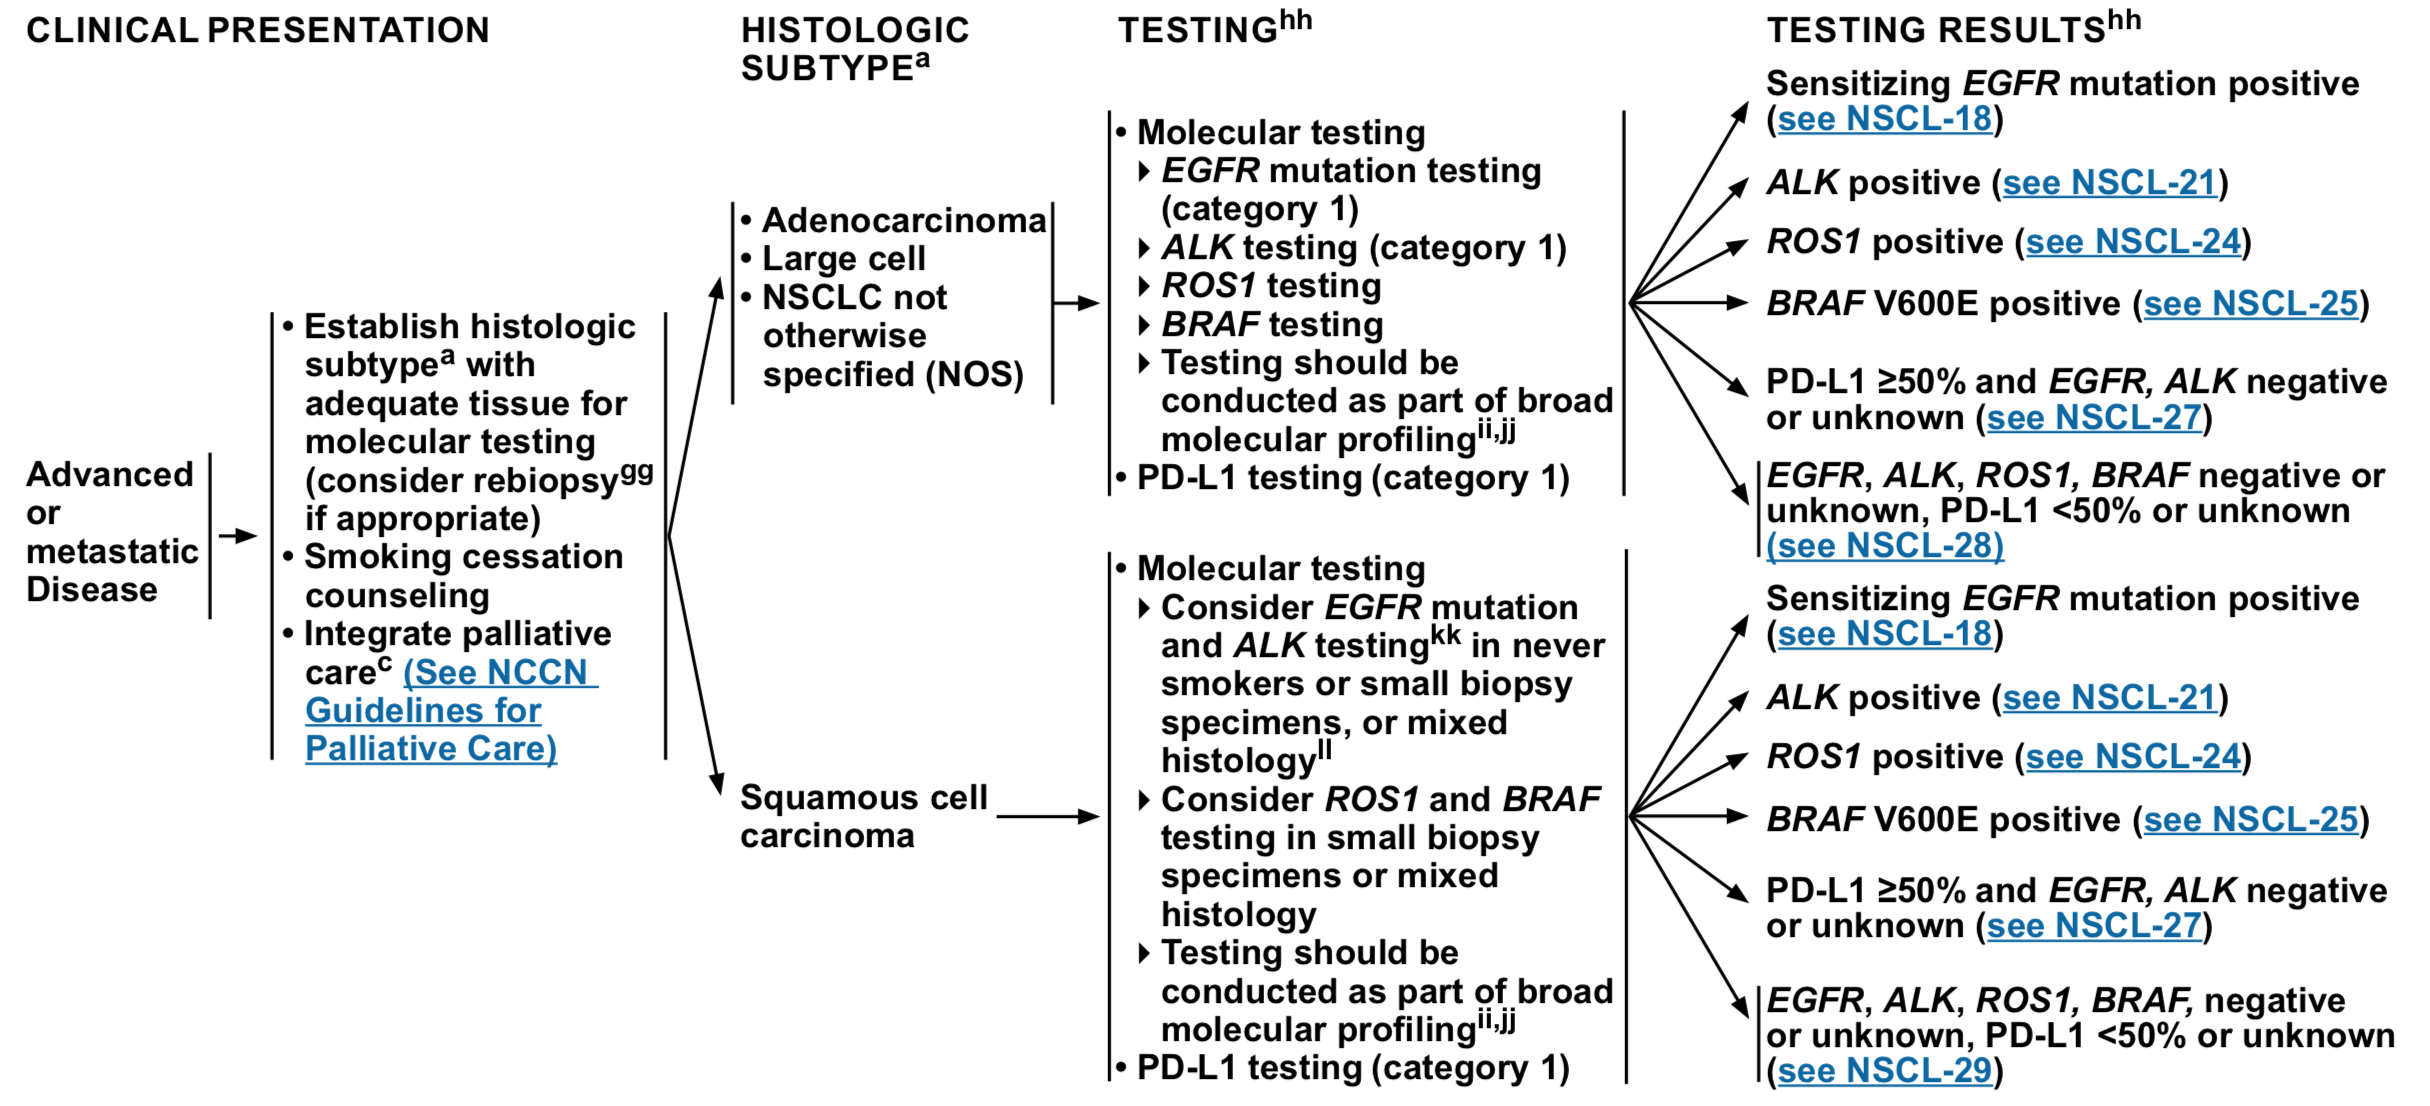 CLINICAL PRESENTATION
HISTOLOGIC
SUBTYPEa
TESTINGhh
TESTING RESULTShh
Advanced
or
metastatic
Disease
• Establish histologic
subtypea with
adequate tissue for
molecular testing
(consider rebiopsygg
if appropriate)
• Smoking cessation
counseling
• Integrate palliative
carec (See NCCN
Guidelines for
Palliative Care)
• Adenocarcinoma
• Large cell
• NSCLC not
otherwise
specified (NOS)
• Molecular testing
EGFR mutation testing
(category 1)
ALK testing (category 1)
ROS1 testing
BRAF testing
Testing should be
conducted as part of broad
molecular profilingii,jj
• PD-L1 testing (category 1)
Sensitizing EGFR mutation positive
(see NSCL-18)
ALK positive (see NSCL-21)
ROS1 positive (see NSCL-24)
BRAF V600E positive (see NSCL-25)
PD-L1 ≥50% and EGFR, ALK negative
or unknown (see NSCL-27)
EGFR, ALK, ROS1, BRAF negative or
unknown, PD-L1 <50% or unknown
(see NSCL-28)
Squamous cell
carcinoma
• Molecular testing
Consider EGFR mutation
and ALK testingkk in never
smokers or small biopsy
specimens, or mixed
histologyll
Consider ROS1 and BRAF
testing in small biopsy
specimens or mixed
histology
Testing should be
conducted as part of broad
molecular profilingii,jj
• PD-L1 testing (category 1)
Sensitizing EGFR mutation positive
(see NSCL-18)
ALK positive (see NSCL-21)
ROS1 positive (see NSCL-24)
BRAF V600E positive (see NSCL-25)
PD-L1 ≥50% and EGFR, ALK negative
or unknown (see NSCL-27)
EGFR, ALK, ROS1, BRAF, negative
or unknown, PD-L1 <50% or unknown
(see NSCL-29)